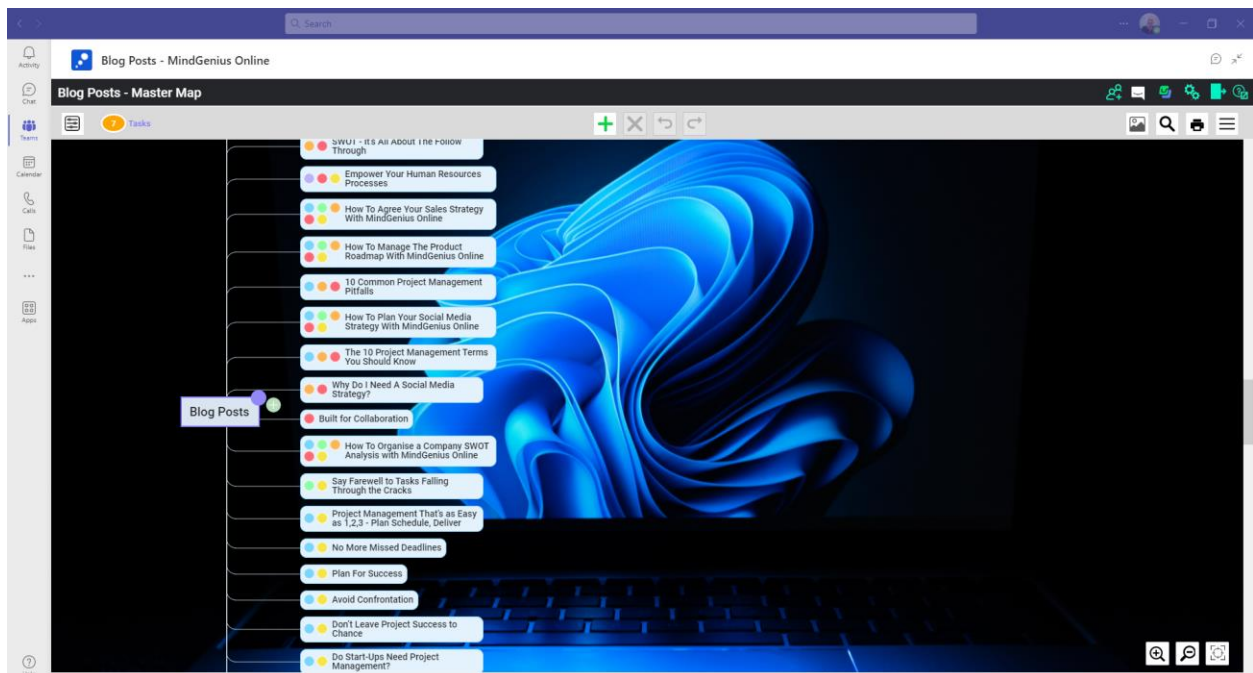 Search
Activity
Chat
Teams
Calendar
Calls
Files
Apps
Blog Posts - MindGenius Online
Blog Posts - Master Map
7 Tasks
SWOT - It's All About The Follow
Through
Empower Your Human Resources
Processes
How To Agree Your Sales Strategy
With MindGenius Online
How To Manage The Product
Roadmap With MindGenius Online
10 Common Project Management
Pitfalls
How To Plan Your Social Media
Strategy With MindGenius Online
The 10 Project Management Terms
You Should Know
Why Do I Need A Social Media
Strategy?
Blog Posts
Built for Collaboration
How To Organise a Company SWOT
Analysis with MindGenius Online
Say Farewell to Tasks Falling
Through the Cracks
Project Management That's as Easy
as 1,2,3 - Plan Schedule, Deliver
No More Missed Deadlines
Plan For Success
Avoid Confrontation
Don't Leave Project Success to
Chance
Do Start-Ups Need Project
Management?